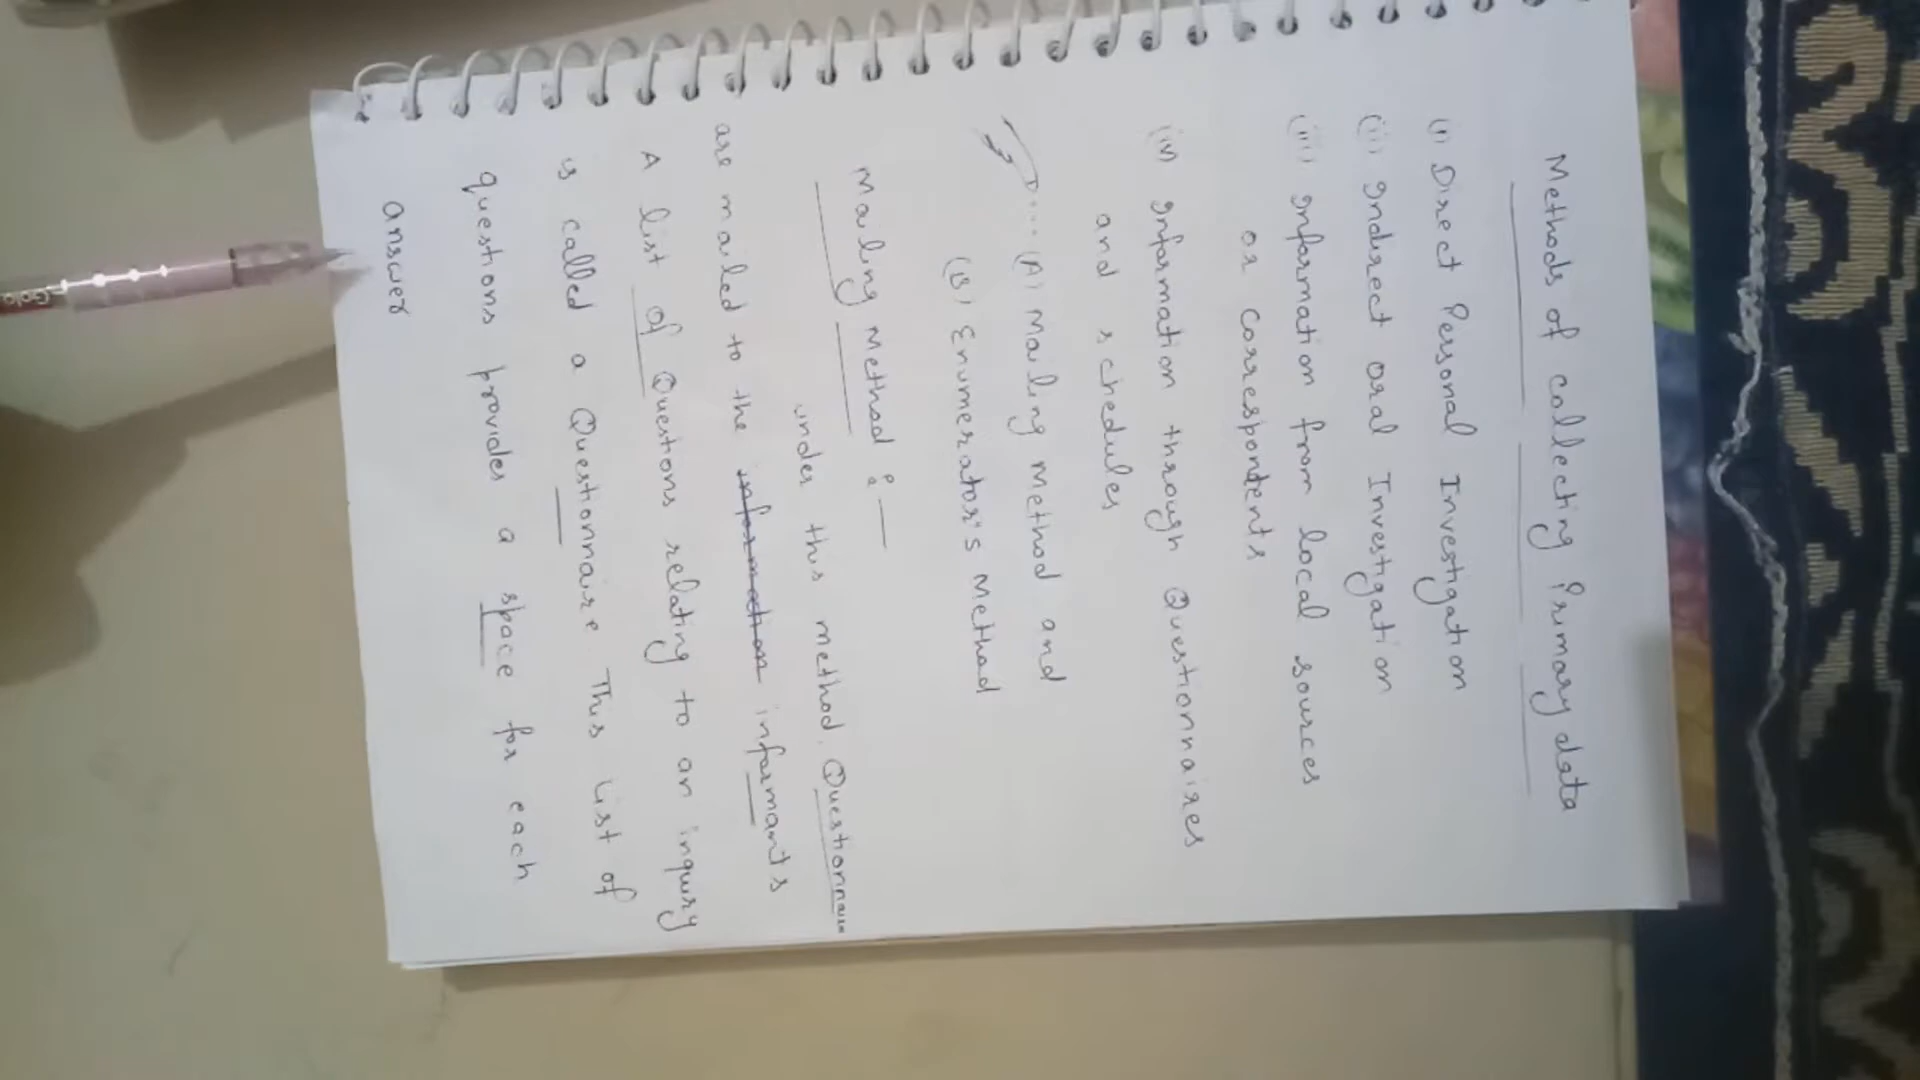 Methods of collecting Primary data
(i) Direct Personal Investigation
(ii) Indirect oral Investigation
(iii) Information from local sources
or correspondents
(iv) Information through Questionnaires
and schedules
(A) Mailing Method and
(B) Enumerator's Method
Mailing Method :-
under this method. Questionnaire
are mailed to the information informants
A list of Questions relating to an inquiry
is called a Questionnaire. This List of
questions provides a space for each
answer